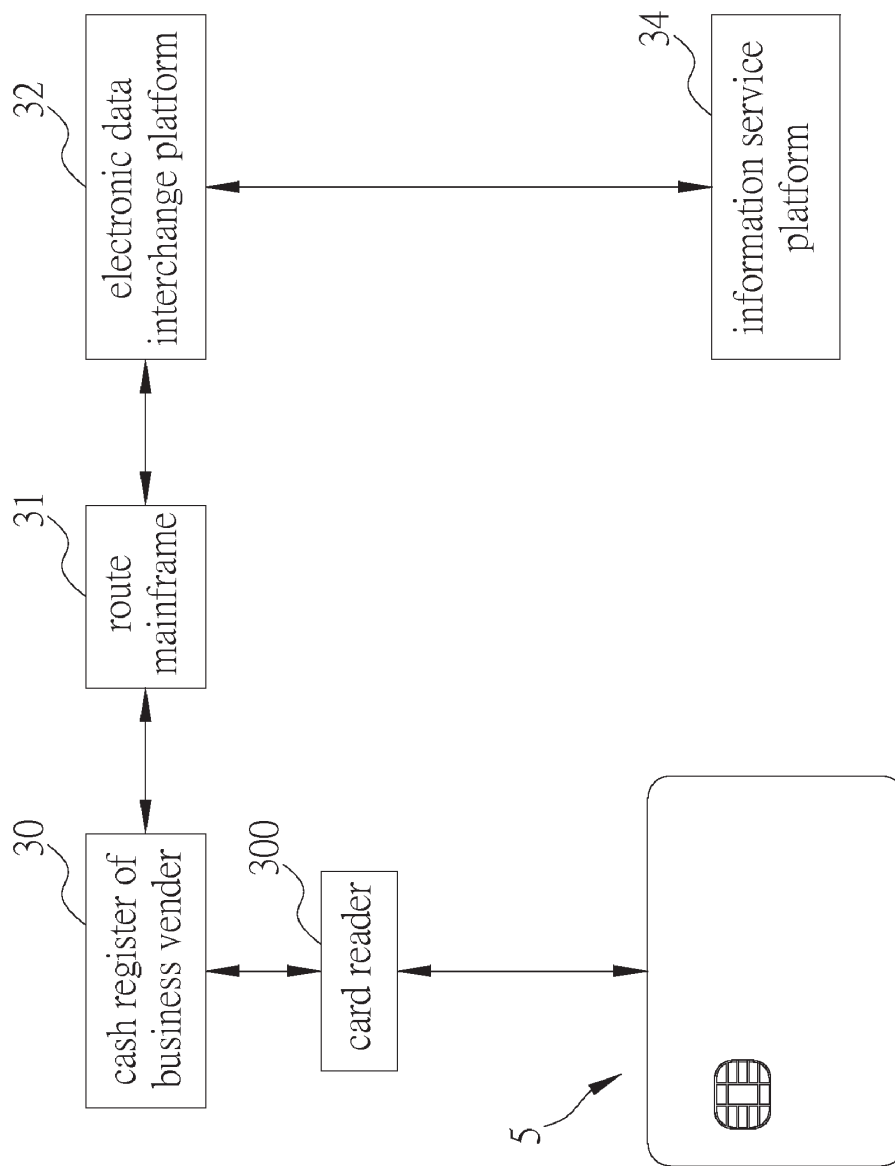 30
cash register of
business vender
31
route
mainframe
32
electronic data
interchange platform
300
card reader
34
information service
platform
5